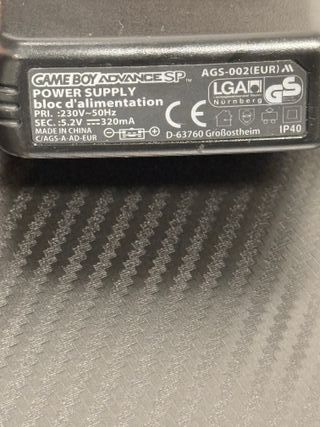 GAME BOY ADVANCE SP™ AGS-002(EUR)
POWER SUPPLY
bloc d'alimentation
PRI. :230V~50Hz
SEC. :5.2V ⎓ 320mA
MADE IN CHINA
C/AGS-A-AD-EUR
CE
D-63760 Großostheim
LGA
Nürnberg
GS
IP40